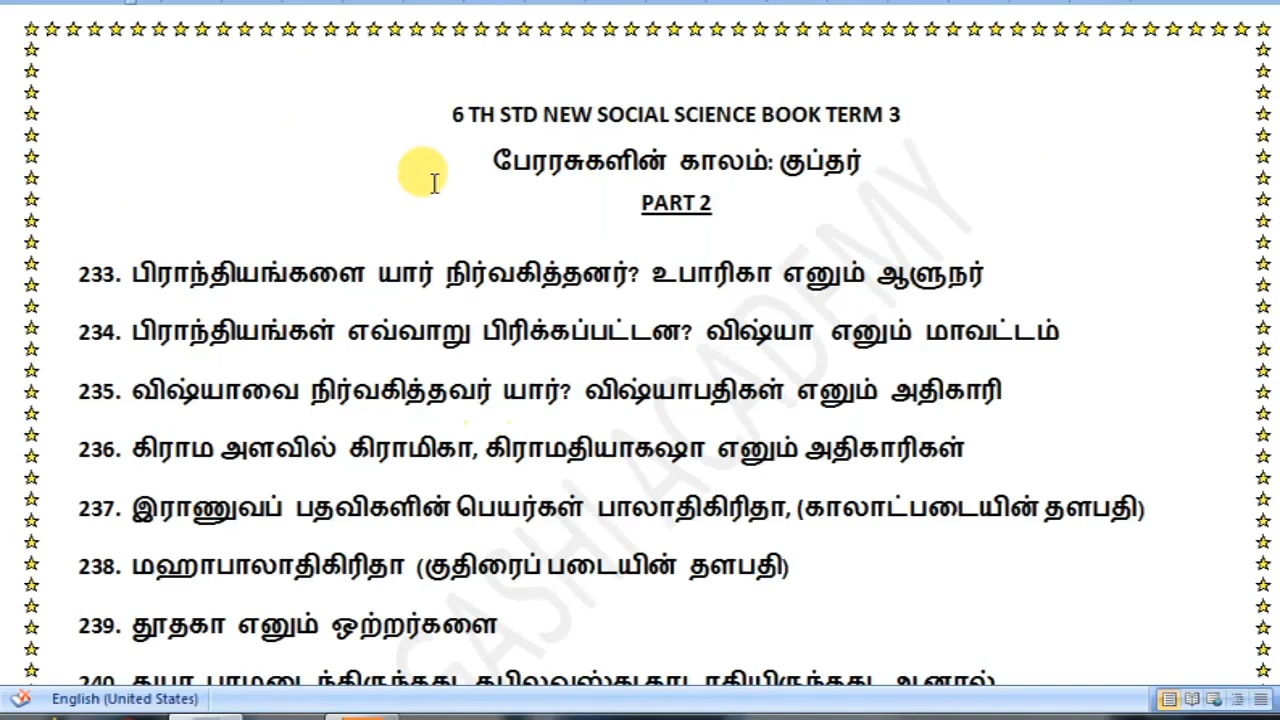 6 TH STD NEW SOCIAL SCIENCE BOOK TERM 3
பேரரசுகளின் காலம்: குப்தர்
PART 2
233. பிராந்தியங்களை யார் நிர்வகித்தனர்? உபாரிகா எனும் ஆளுநர்
234. பிராந்தியங்கள் எவ்வாறு பிரிக்கப்பட்டன? விஷ்யா எனும் மாவட்டம்
235. விஷ்யாவை நிர்வகித்தவர் யார்? விஷ்யாபதிகள் எனும் அதிகாரி
236. கிராம அளவில் கிராமிகா, கிராமதியாகஷா எனும் அதிகாரிகள்
237. இராணுவப் பதவிகளின் பெயர்கள் பாலாதிகிரிதா, (காலாட்படையின் தளபதி)
238. மஹாபாலாதிகிரிதா (குதிரைப் படையின் தளபதி)
239. தூதகா எனும் ஒற்றர்களை
240.
GASHI ACADEMY
English (United States)